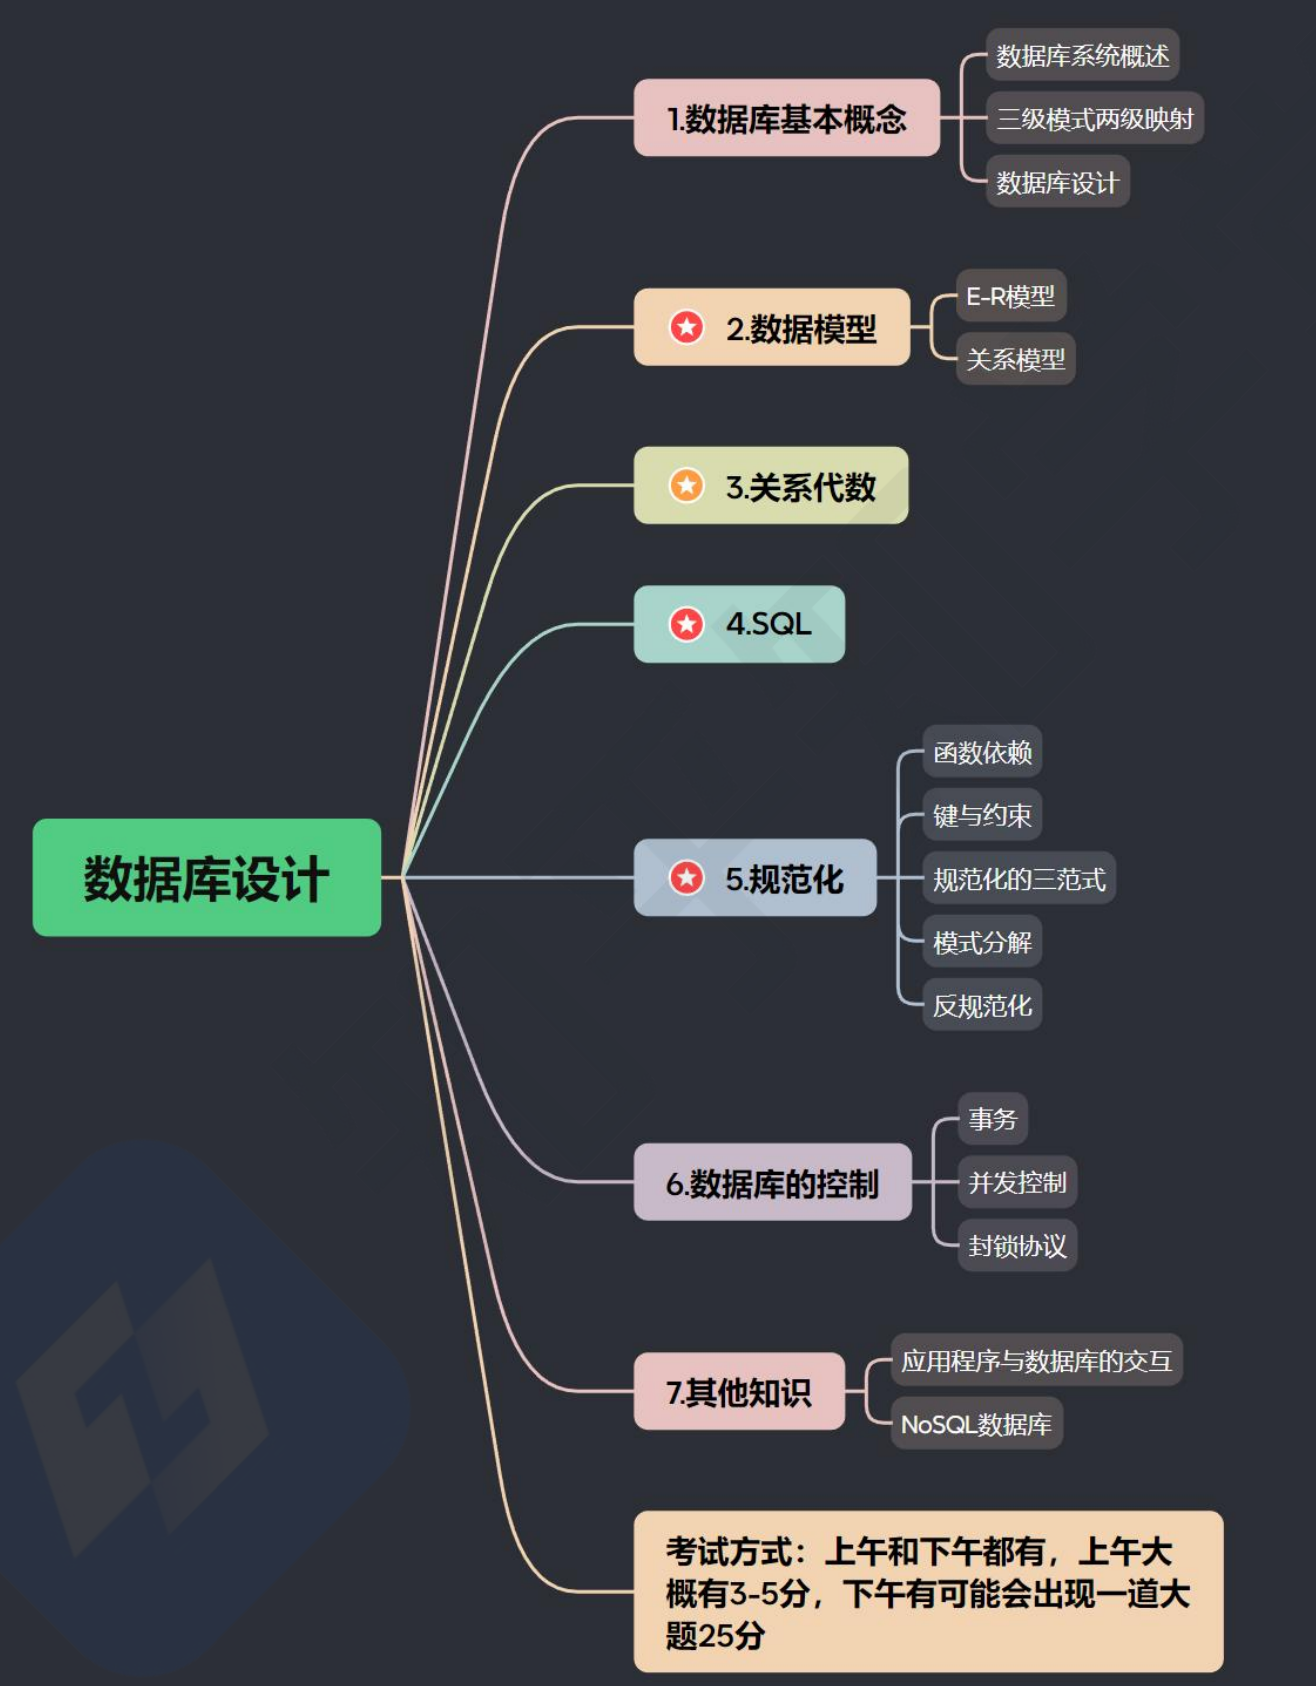 数据库设计
1.数据库基本概念
数据库系统概述
三级模式两级映射
数据库设计
2.数据模型
E-R模型
关系模型
3.关系代数
4.SQL
5.规范化
函数依赖
键与约束
规范化的三范式
模式分解
反规范化
6.数据库的控制
事务
并发控制
封锁协议
7.其他知识
应用程序与数据库的交互
NoSQL数据库
考试方式：上午和下午都有，上午大
概有3-5分，下午有可能会出现一道大
题25分